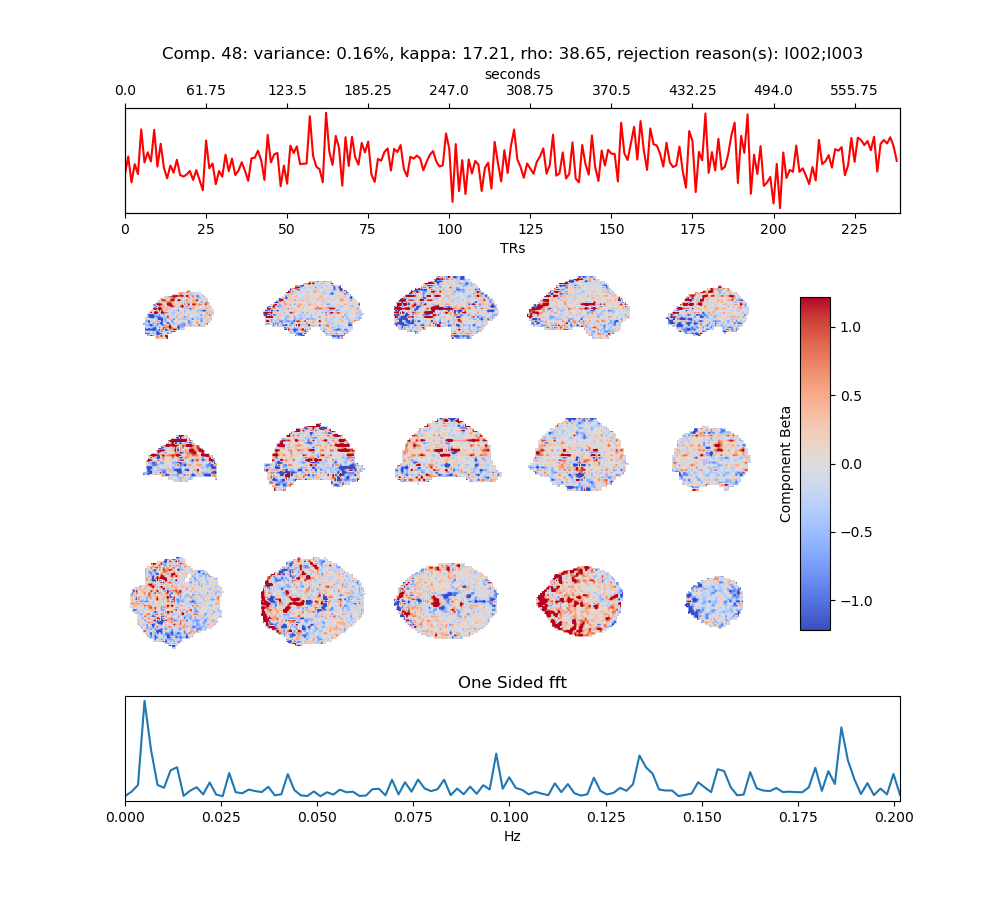 Comp. 48: variance: 0.16%, kappa: 17.21, rho: 38.65, rejection reason(s): I002;I003
seconds
0.0 61.75 123.5 185.25 247.0 308.75 370.5 432.25 494.0 555.75
0 25 50 75 100 125 150 175 200 225
TRs
1.0
0.5
0.0
−0.5
−1.0
Component Beta
One Sided fft
0.000 0.025 0.050 0.075 0.100 0.125 0.150 0.175 0.200
Hz